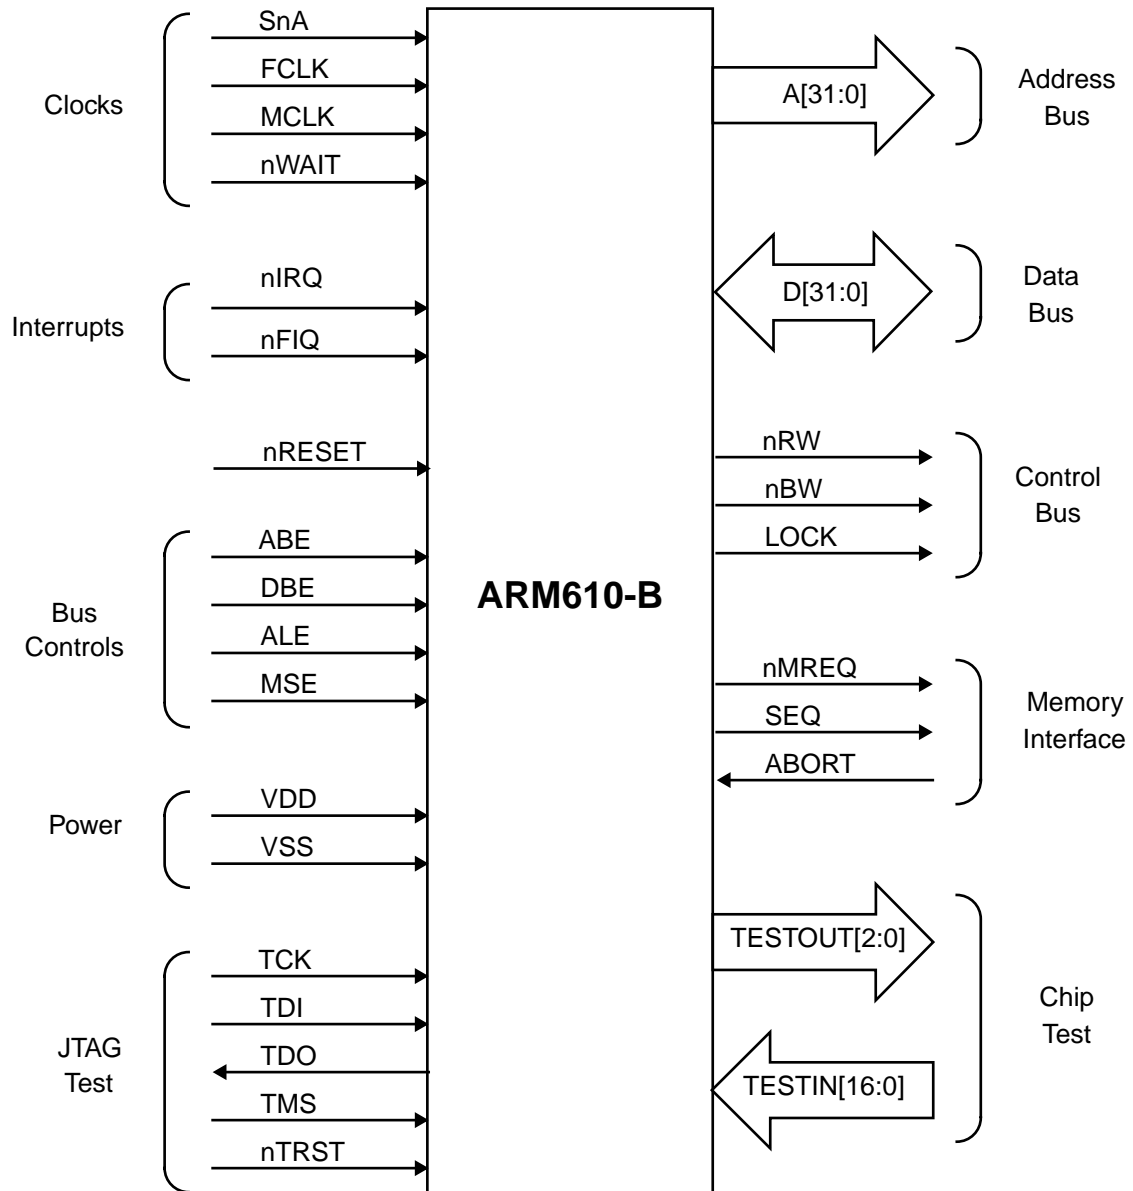 Clocks
SnA
FCLK
MCLK
nWAIT
Interrupts
nIRQ
nFIQ
nRESET
Bus
Controls
ABE
DBE
ALE
MSE
Power
VDD
VSS
JTAG
Test
TCK
TDI
TDO
TMS
nTRST
ARM610-B
A[31:0]
Address
Bus
D[31:0]
Data
Bus
nRW
nBW
LOCK
Control
Bus
nMREQ
SEQ
ABORT
Memory
Interface
TESTOUT[2:0]
TESTIN[16:0]
Chip
Test